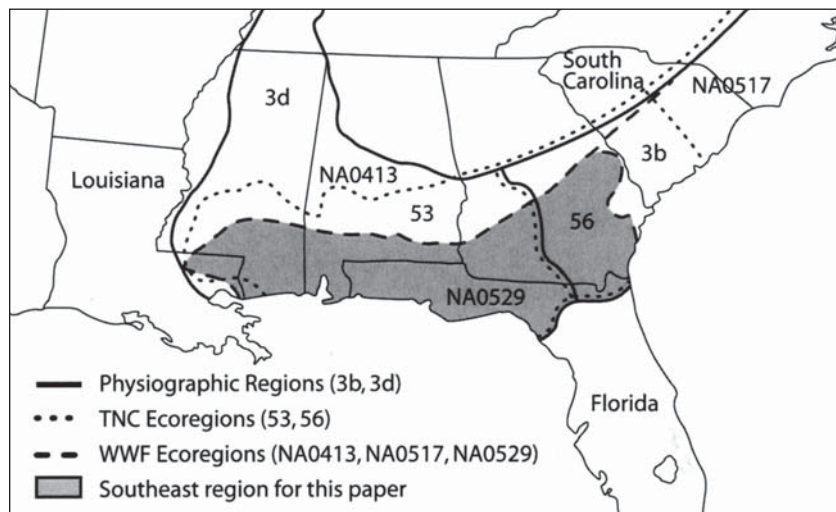 South
Carolina
NA0517
3d
3b
Louisiana
NA0413
53
56
NA0529
Physiographic Regions (3b, 3d)
TNC Ecoregions (53, 56)
Florida
WWF Ecoregions (NA0413, NA0517, NA0529)
Southeast region for this paper